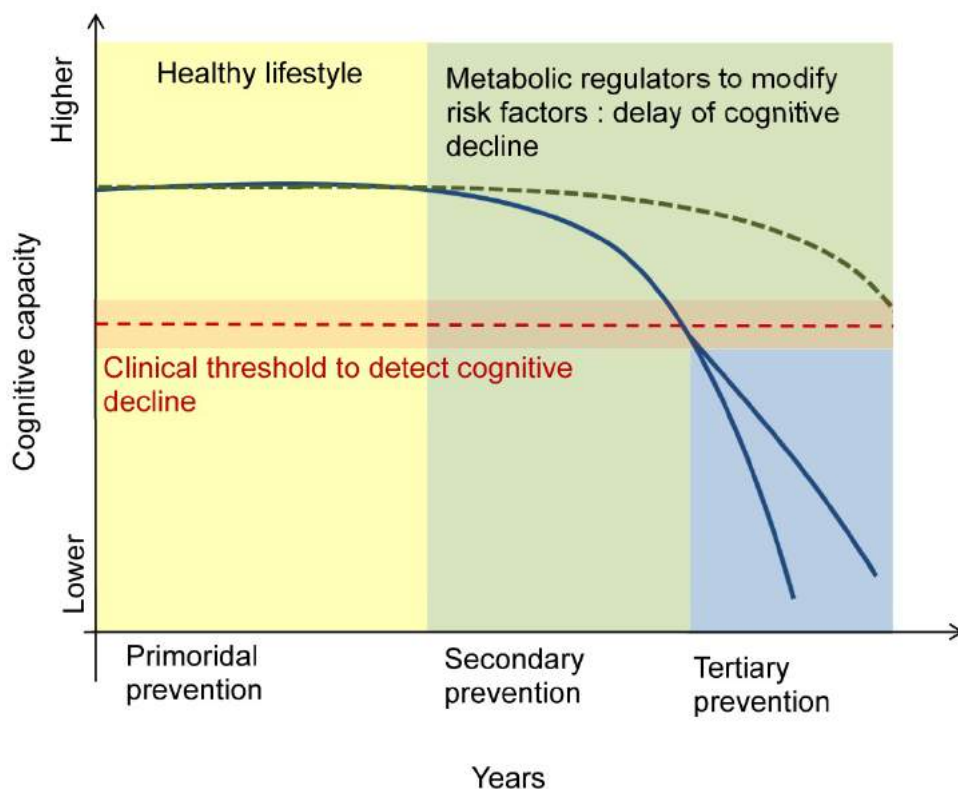 Higher
Cognitive capacity
Lower
Healthy lifestyle
Metabolic regulators to modify
risk factors : delay of cognitive
decline
Clinical threshold to detect cognitive
decline
Primoridal
prevention
Secondary
prevention
Tertiary
prevention
Years